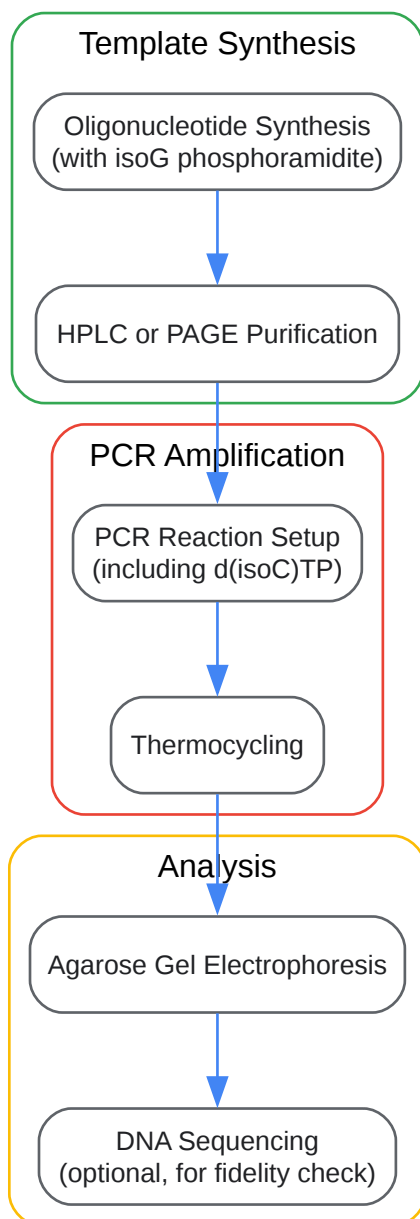 Template Synthesis
Oligonucleotide Synthesis
(with isoG phosphoramidite)
HPLC or PAGE Purification
PCR Amplification
PCR Reaction Setup
(including d(isoC)TP)
Thermocycling
Analysis
Agarose Gel Electrophoresis
DNA Sequencing
(optional, for fidelity check)